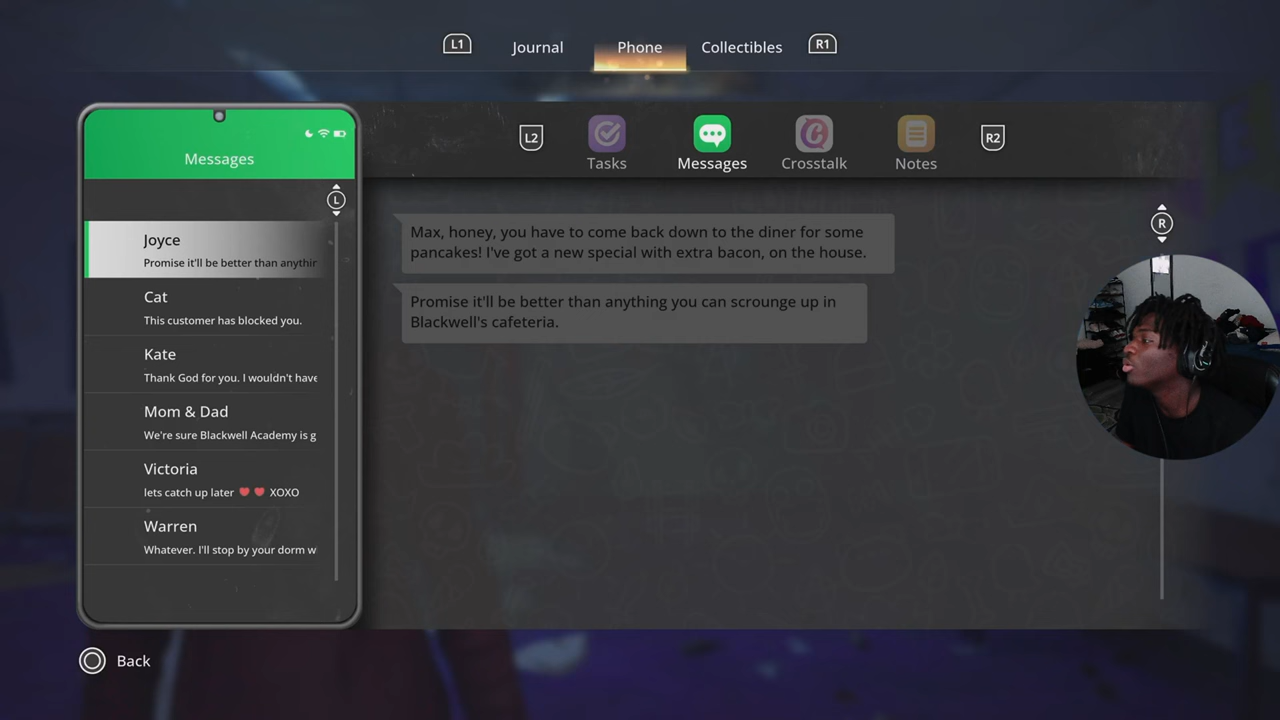 L1
Journal
Phone
Collectibles
R1
Messages
L2
Tasks
Messages
Crosstalk
Notes
R2
L
R
Joyce
Promise it'll be better than anythin
Cat
This customer has blocked you.
Kate
Thank God for you. I wouldn't have
Mom & Dad
We're sure Blackwell Academy is g
Victoria
lets catch up later ❤️ ❤️ XOXO
Warren
Whatever. I'll stop by your dorm w
Max, honey, you have to come back down to the diner for some
pancakes! I've got a new special with extra bacon, on the house.
Promise it'll be better than anything you can scrounge up in
Blackwell's cafeteria.
Back